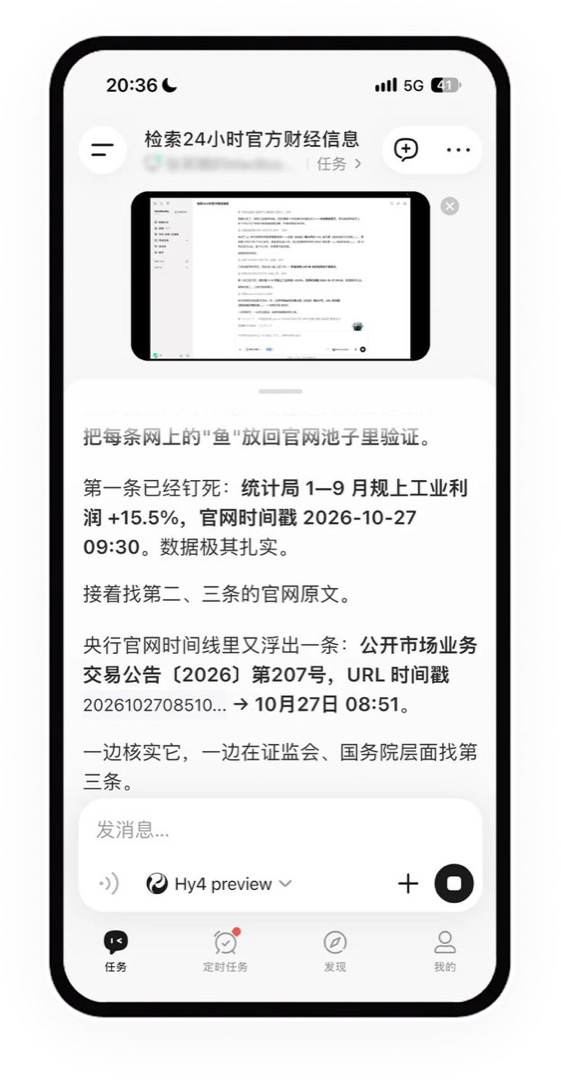 20:36
5G
41
检索24小时官方财经信息
任务
把每条网上的"鱼"放回官网池子里验证。
第一条已经钉死：统计局 1—9 月规上工业利
润 +15.5%，官网时间戳 2026-10-27
09:30。数据极其扎实。
接着找第二、三条的官网原文。
央行官网时间线里又浮出一条：公开市场业务
交易公告〔2026〕第207号，URL 时间戳
2026102708510... → 10月27日 08:51。
一边核实它，一边在证监会、国务院层面找第
三条。
发消息...
Hy4 preview
任务
定时任务
发现
我的